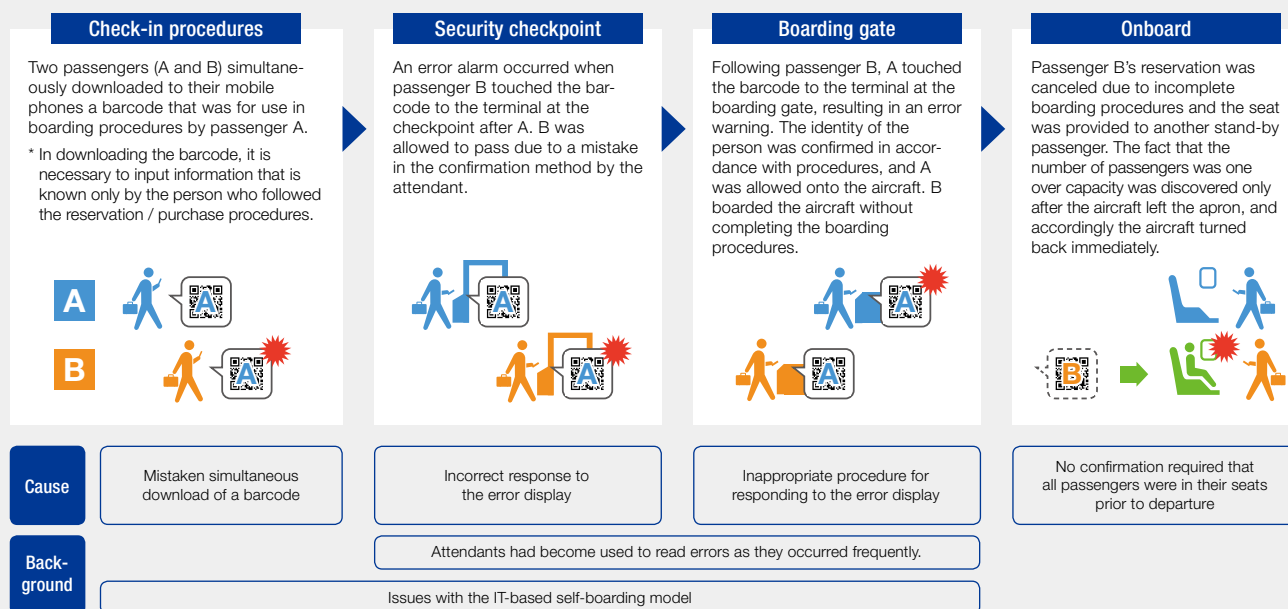 Check-in procedures
Two passengers (A and B) simultane-
ously downloaded to their mobile
phones a barcode that was for use in
boarding procedures by passenger A.
* In downloading the barcode, it is
necessary to input information that is
known only by the person who followed
the reservation / purchase procedures.
A
A
B
A
Security checkpoint
An error alarm occurred when
passenger B touched the bar-
code to the terminal at the
checkpoint after A. B was
allowed to pass due to a mistake
in the confirmation method by the
attendant.
A
A
Boarding gate
Following passenger B, A touched
the barcode to the terminal at the
boarding gate, resulting in an error
warning. The identity of the
person was confirmed in accor-
dance with procedures, and A
was allowed onto the aircraft. B
boarded the aircraft without
completing the boarding
procedures.
A
A
Onboard
Passenger B's reservation was
canceled due to incomplete
boarding procedures and the seat
was provided to another stand-by
passenger. The fact that the
number of passengers was one
over capacity was discovered only
after the aircraft left the apron, and
accordingly the aircraft turned
back immediately.
B
Cause
Mistaken simultaneous
download of a barcode
Incorrect response to
the error display
Inappropriate procedure for
responding to the error display
No confirmation required that
all passengers were in their seats
prior to departure
Back-
ground
Attendants had become used to read errors as they occurred frequently.
Issues with the IT-based self-boarding model